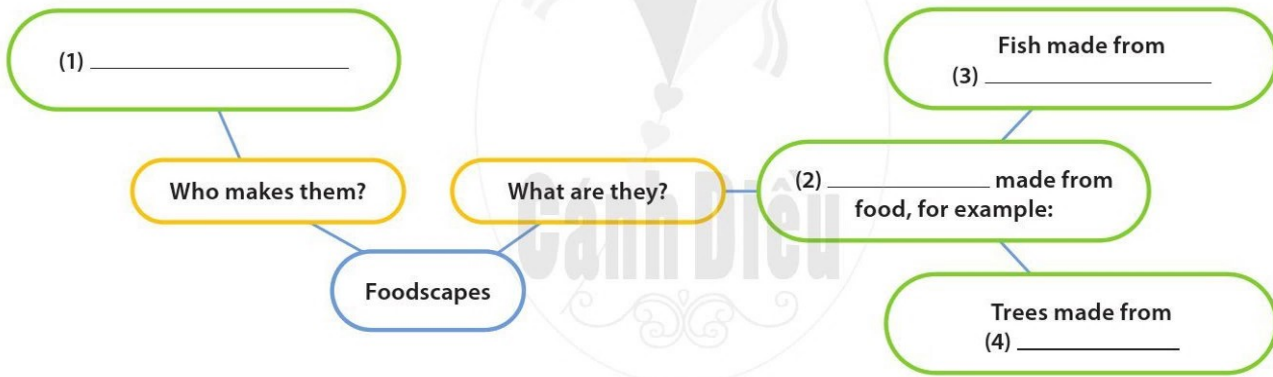 (1) ____________________
Who makes them?
What are they?
Foodscapes
Fish made from
(3) ____________________
(2) ____________ made from
food, for example:
Trees made from
(4) ____________
Cánh Diều